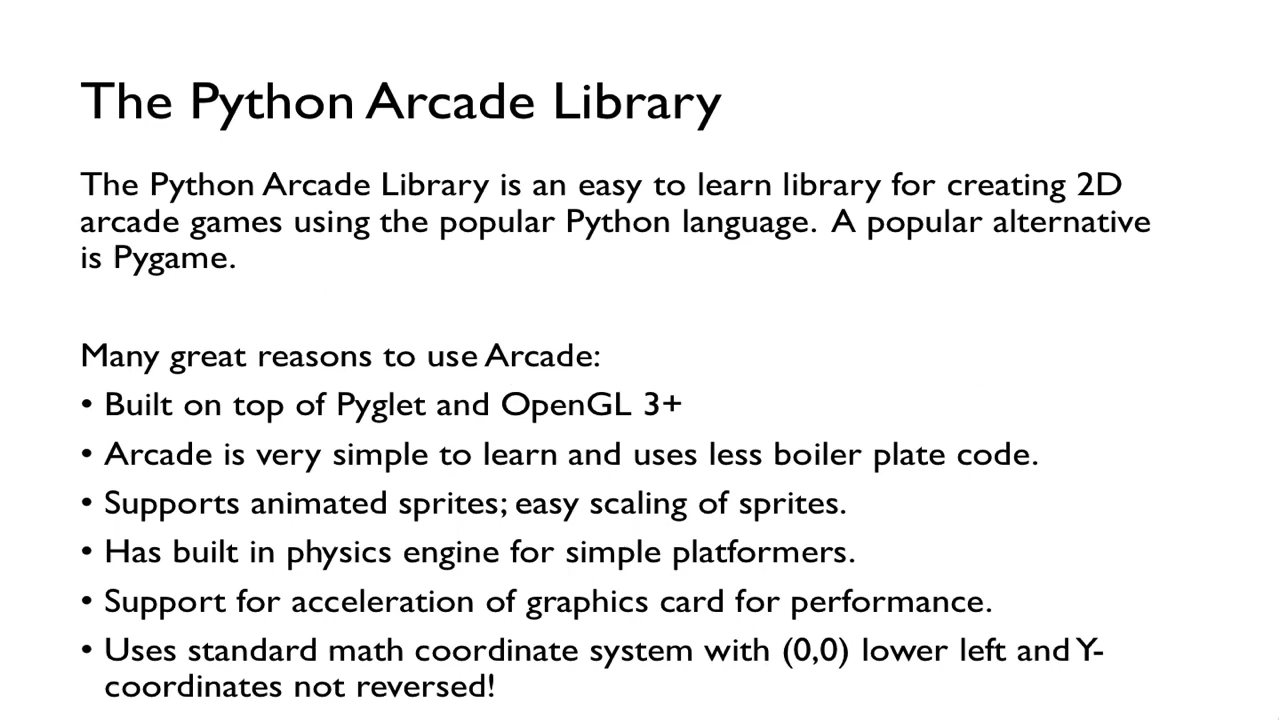 The Python Arcade Library
The Python Arcade Library is an easy to learn library for creating 2D
arcade games using the popular Python language.  A popular alternative
is Pygame.
Many great reasons to use Arcade:
• Built on top of Pyglet and OpenGL 3+
• Arcade is very simple to learn and uses less boiler plate code.
• Supports animated sprites; easy scaling of sprites.
• Has built in physics engine for simple platformers.
• Support for acceleration of graphics card for performance.
• Uses standard math coordinate system with (0,0) lower left and Y-
coordinates not reversed!